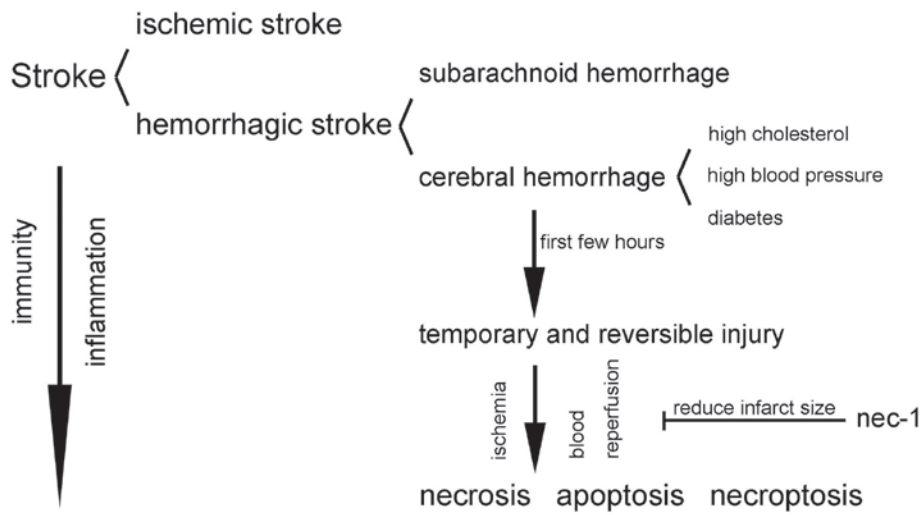 ischemic stroke
Stroke
subarachnoid hemorrhage
hemorrhagic stroke
high cholesterol
cerebral hemorrhage
high blood pressure
diabetes
first few hours
immunity
inflammation
temporary and reversible injury
ischemia
blood
reperfusion
reduce infarct size
nec-1
necrosis apoptosis necroptosis